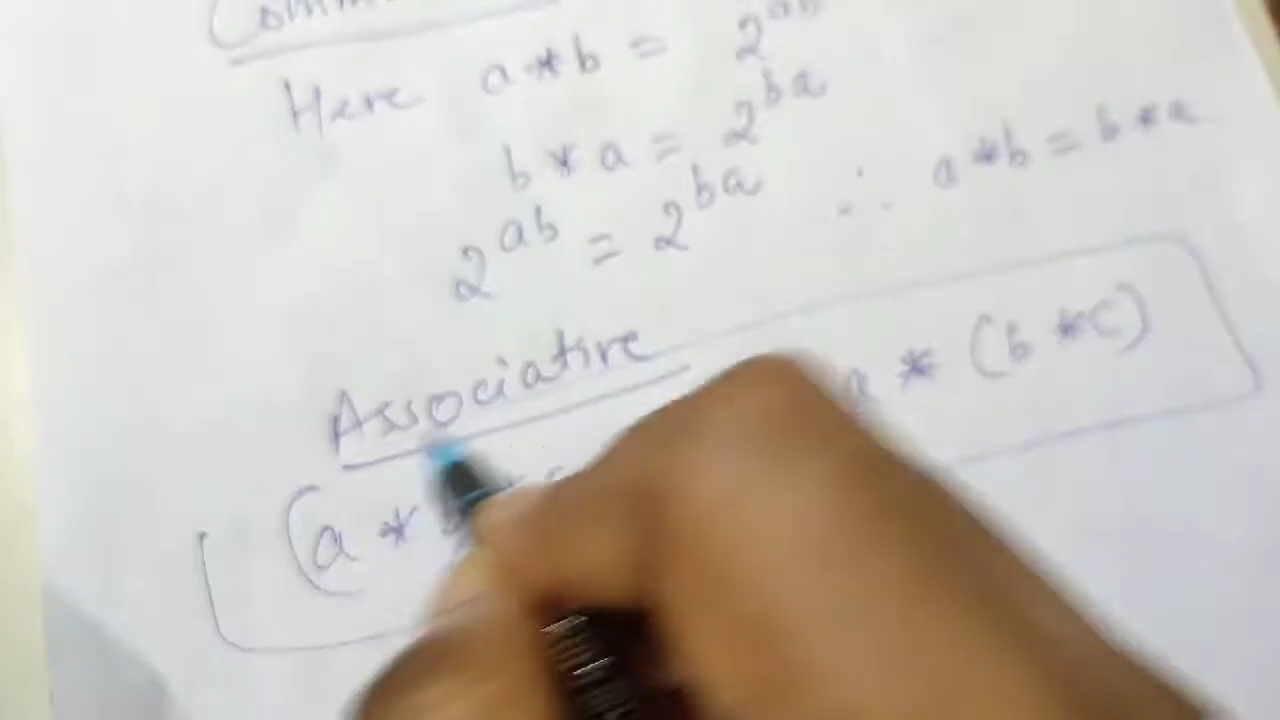 Here a * b = 2^ab
b * a = 2^ba
2^ab = 2^ba ∴ a * b = b * a
Associative
(a * a * (b * c)